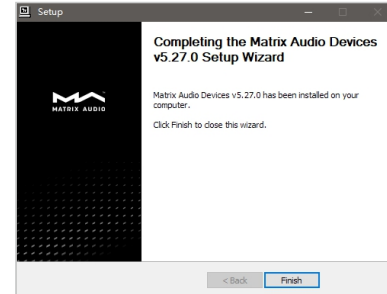 Setup
Completing the Matrix Audio Devices
v5.27.0 Setup Wizard
Matrix Audio Devices v5.27.0 has been installed on your
computer.
Click Finish to close this wizard.
MATRIX AUDIO
< Back
Finish